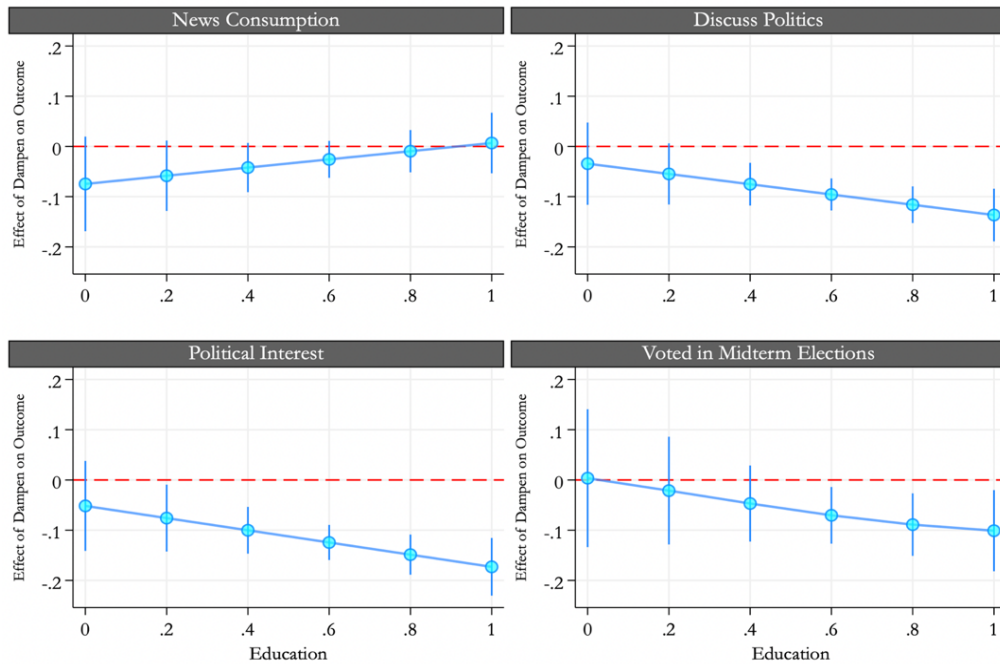 News Consumption
Discuss Politics
Effect of Dampen on Outcome
.2
.1
0
-.1
-.2
0 .2 .4 .6 .8 1
Effect of Dampen on Outcome
.2
.1
0
-.1
-.2
0 .2 .4 .6 .8 1
Political Interest
Voted in Midterm Elections
Effect of Dampen on Outcome
.2
.1
0
-.1
-.2
0 .2 .4 .6 .8 1
Education
Effect of Dampen on Outcome
.2
.1
0
-.1
-.2
0 .2 .4 .6 .8 1
Education